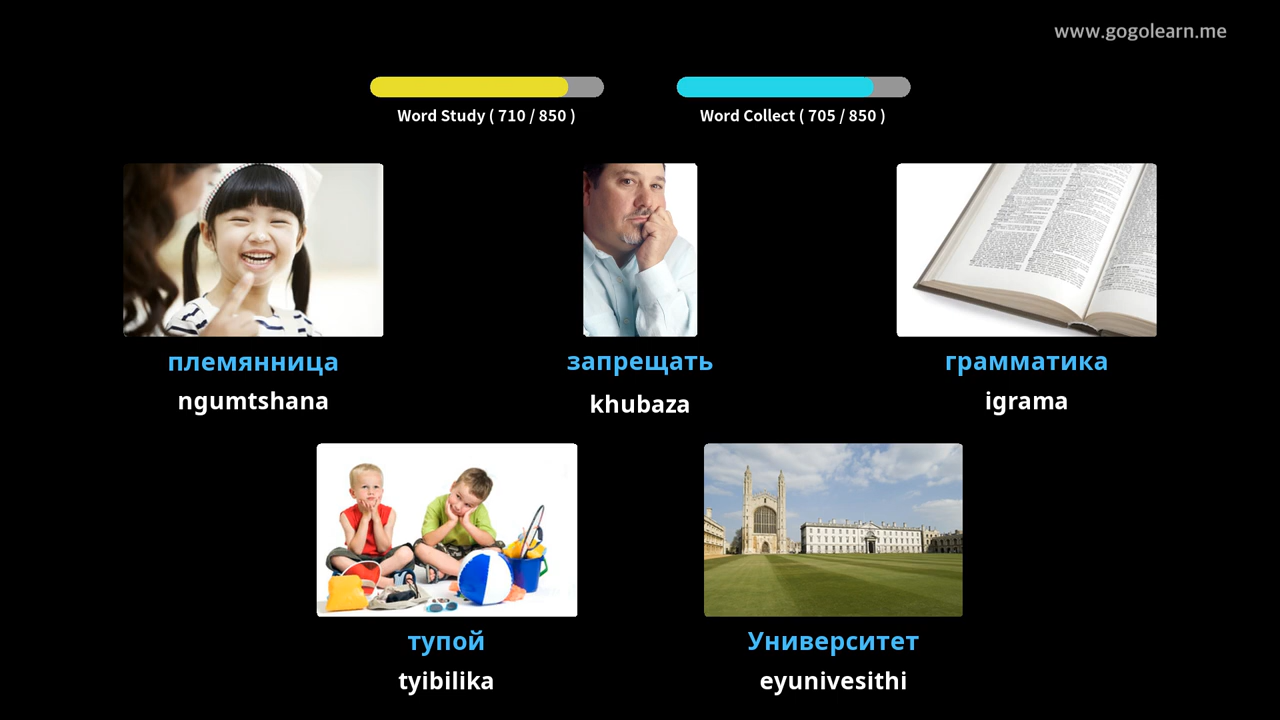 www.gogolearn.me
Word Study ( 710 / 850 )
Word Collect ( 705 / 850 )
племянница
ngumtshana
запрещать
khubaza
грамматика
igrama
тупой
tyibilika
Университет
eyunivesithi